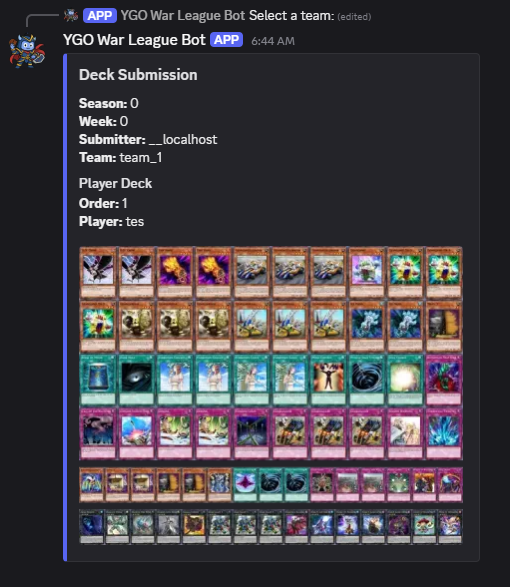 APP YGO War League Bot Select a team: (edited)
YGO War League Bot APP 6:44 AM
Deck Submission
Season: 0
Week: 0
Submitter: __localhost
Team: team_1
Player Deck
Order: 1
Player: tes